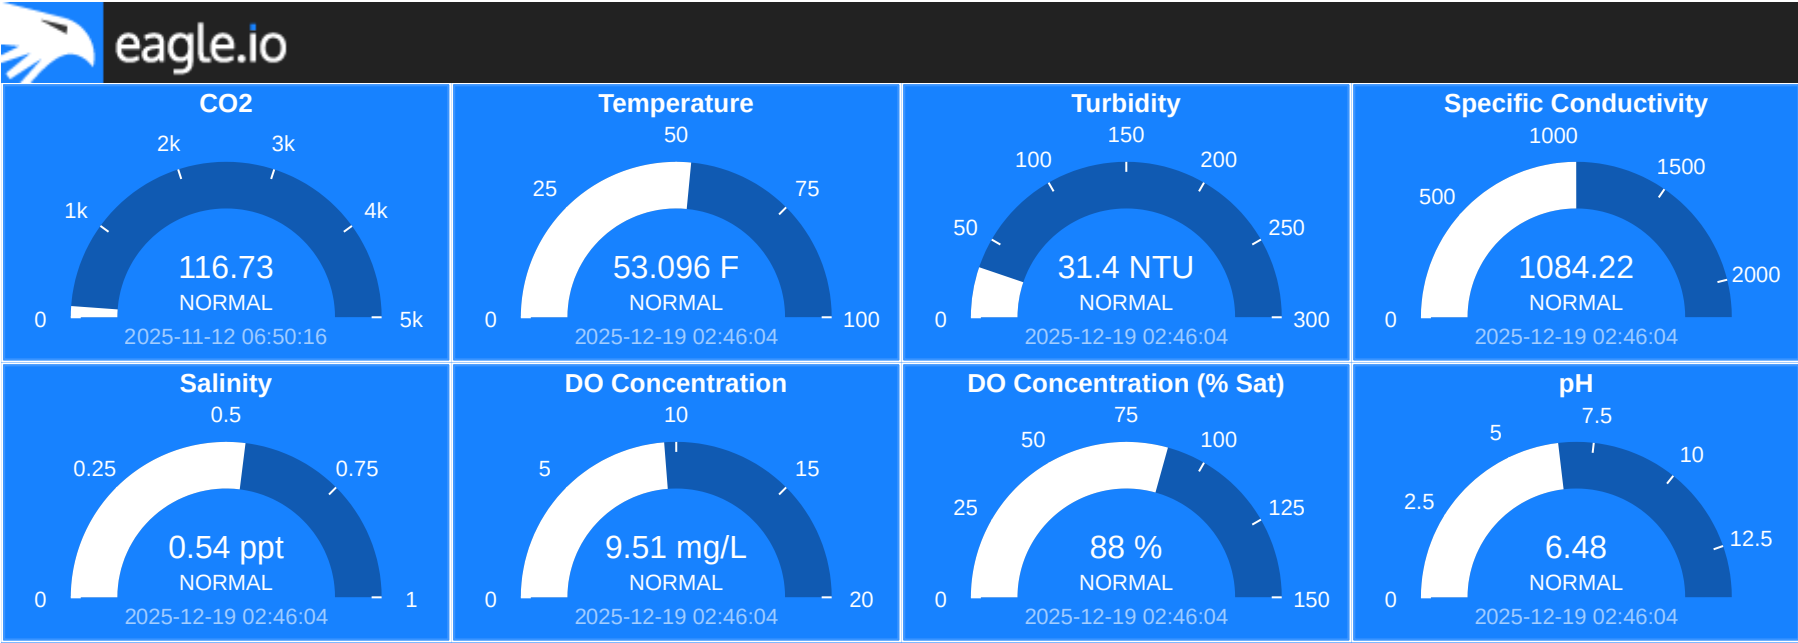 eagle.io
CO2
2k 3k
1k 4k
116.73
NORMAL
0 5k
2025-11-12 06:50:16
Temperature
50
25 75
53.096 F
NORMAL
0 100
2025-12-19 02:46:04
Turbidity
150
100 200
50 250
31.4 NTU
NORMAL
0 300
2025-12-19 02:46:04
Specific Conductivity
1000
1500
500
1084.22 2000
NORMAL
0
2025-12-19 02:46:04
Salinity
0.5
0.25 0.75
0.54 ppt
NORMAL
0 1
2025-12-19 02:46:04
DO Concentration
10
5 15
9.51 mg/L
NORMAL
0 20
2025-12-19 02:46:04
DO Concentration (% Sat)
75
50 100
25 125
88 %
NORMAL
0 150
2025-12-19 02:46:04
pH
7.5
5 10
2.5
12.5
6.48
NORMAL
0
2025-12-19 02:46:04